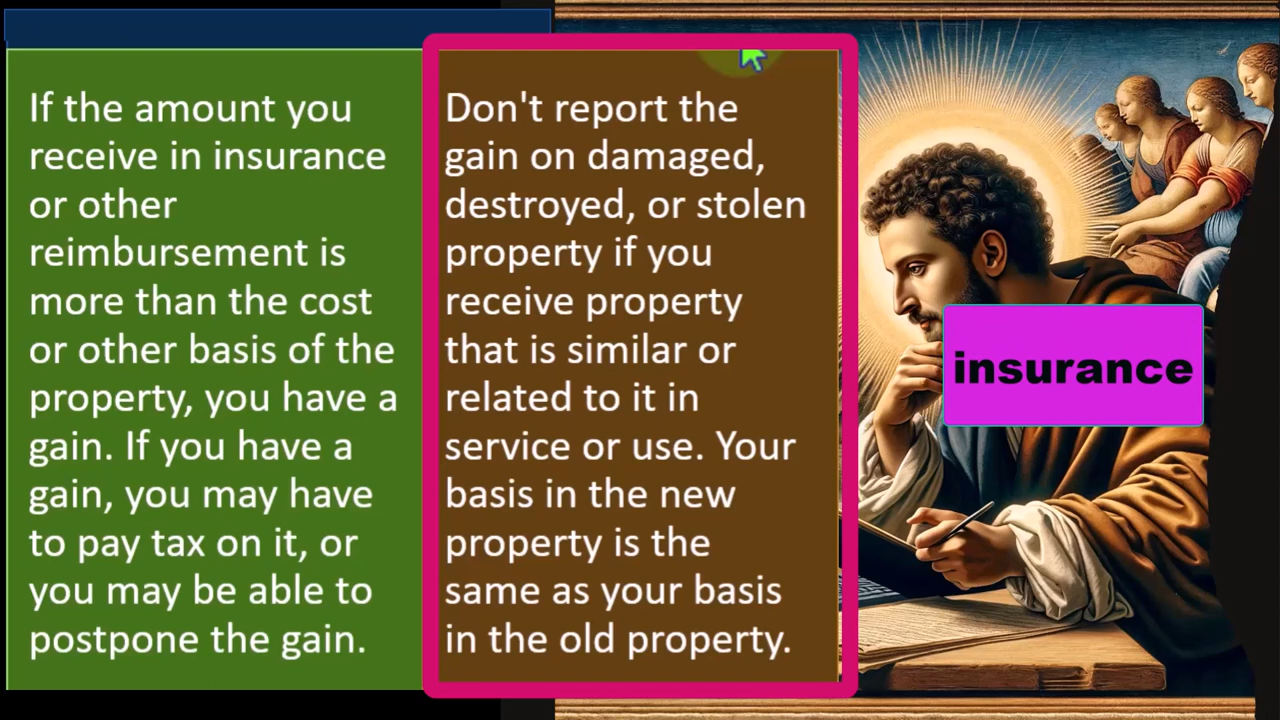 If the amount you
receive in insurance
or other
reimbursement is
more than the cost
or other basis of the
property, you have a
gain. If you have a
gain, you may have
to pay tax on it, or
you may be able to
postpone the gain.
Don't report the
gain on damaged,
destroyed, or stolen
property if you
receive property
that is similar or
related to it in
service or use. Your
basis in the new
property is the
same as your basis
in the old property.
insurance